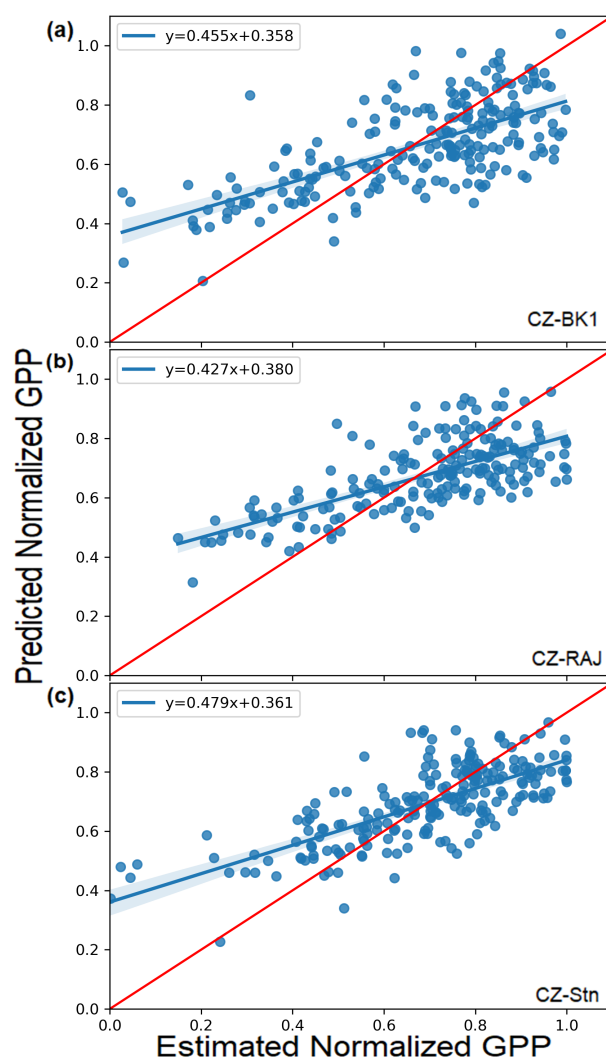 (a)
y=0.455x+0.358
1.0
0.8
0.6
0.4
0.2
0.0
CZ-BK1
(b)
y=0.427x+0.380
1.0
0.8
0.6
0.4
0.2
0.0
CZ-RAJ
(c)
y=0.479x+0.361
1.0
0.8
0.6
0.4
0.2
0.0
CZ-Stn
0.0 0.2 0.4 0.6 0.8 1.0
Predicted Normalized GPP
Estimated Normalized GPP